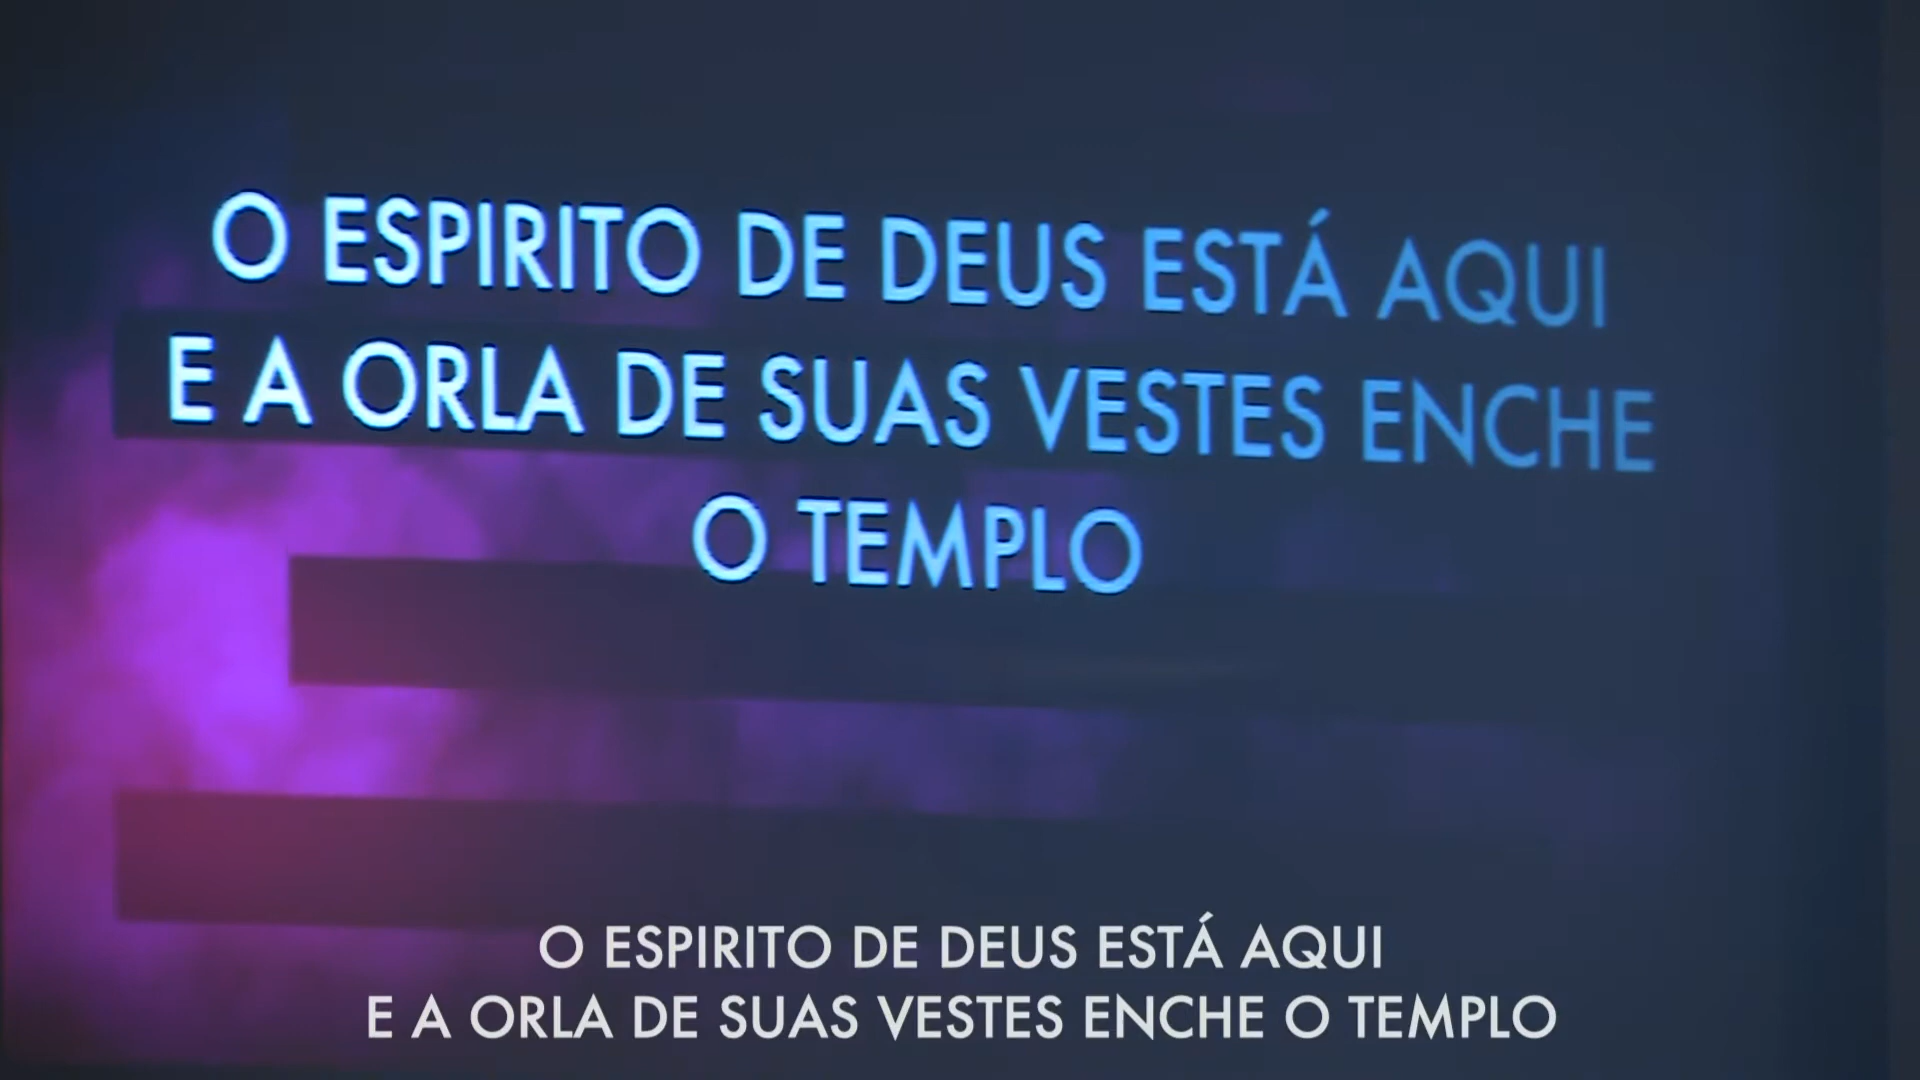 O ESPIRITO DE DEUS ESTÁ AQUI
E A ORLA DE SUAS VESTES ENCHE
O TEMPLO
O ESPIRITO DE DEUS ESTÁ AQUI
E A ORLA DE SUAS VESTES ENCHE O TEMPLO